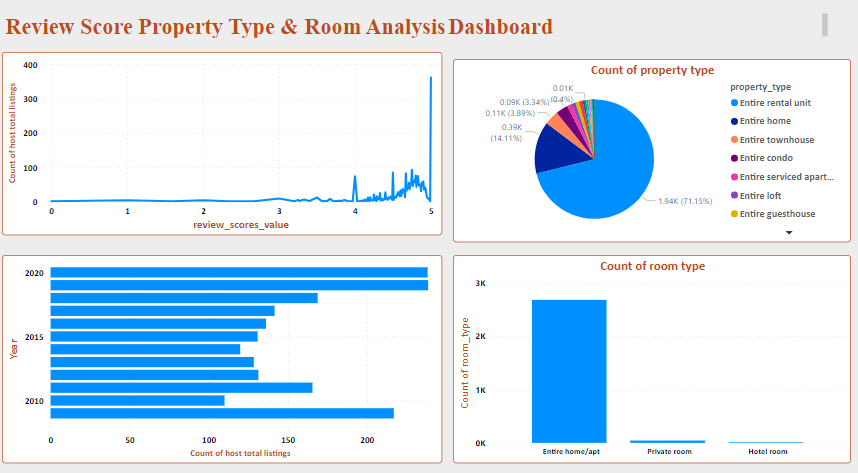 Review Score Property Type & Room Analysis Dashboard
400
300
200
100
0
Count of host total listings
0
1
2
3
4
5
review_scores_value
Count of property type
0.01K
(0.4%)
0.09K (3.34%)
0.11K (3.89%)
0.39K
(14.11%)
1.94K (71.15%)
property_type
Entire rental unit
Entire home
Entire townhouse
Entire condo
Entire serviced apart...
Entire loft
Entire guesthouse
2020
2015
2010
Year
0
50
100
150
200
Count of host total listings
Count of room type
3K
2K
1K
0K
Count of room_type
Entire home/apt
Private room
Hotel room